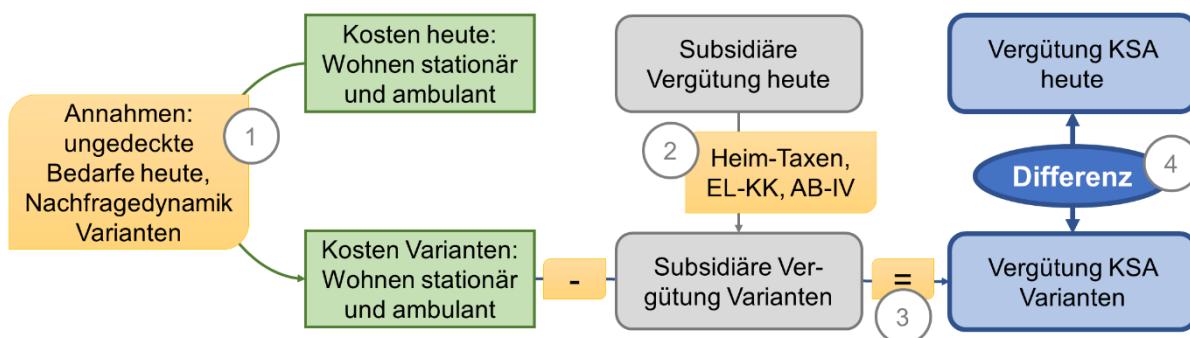 Annahmen:
ungedeckte
Bedarfe heute,
Nachfragedynamik
Varianten
1
Kosten heute:
Wohnen stationär
und ambulant
Subsidiäre
Vergütung heute
Vergütung KSA
heute
2
Heim-Taxen,
EL-KK, AB-IV
Differenz
4
Kosten Varianten:
Wohnen stationär
und ambulant
-
Subsidiäre Ver-
gütung Varianten
=
3
Vergütung KSA
Varianten